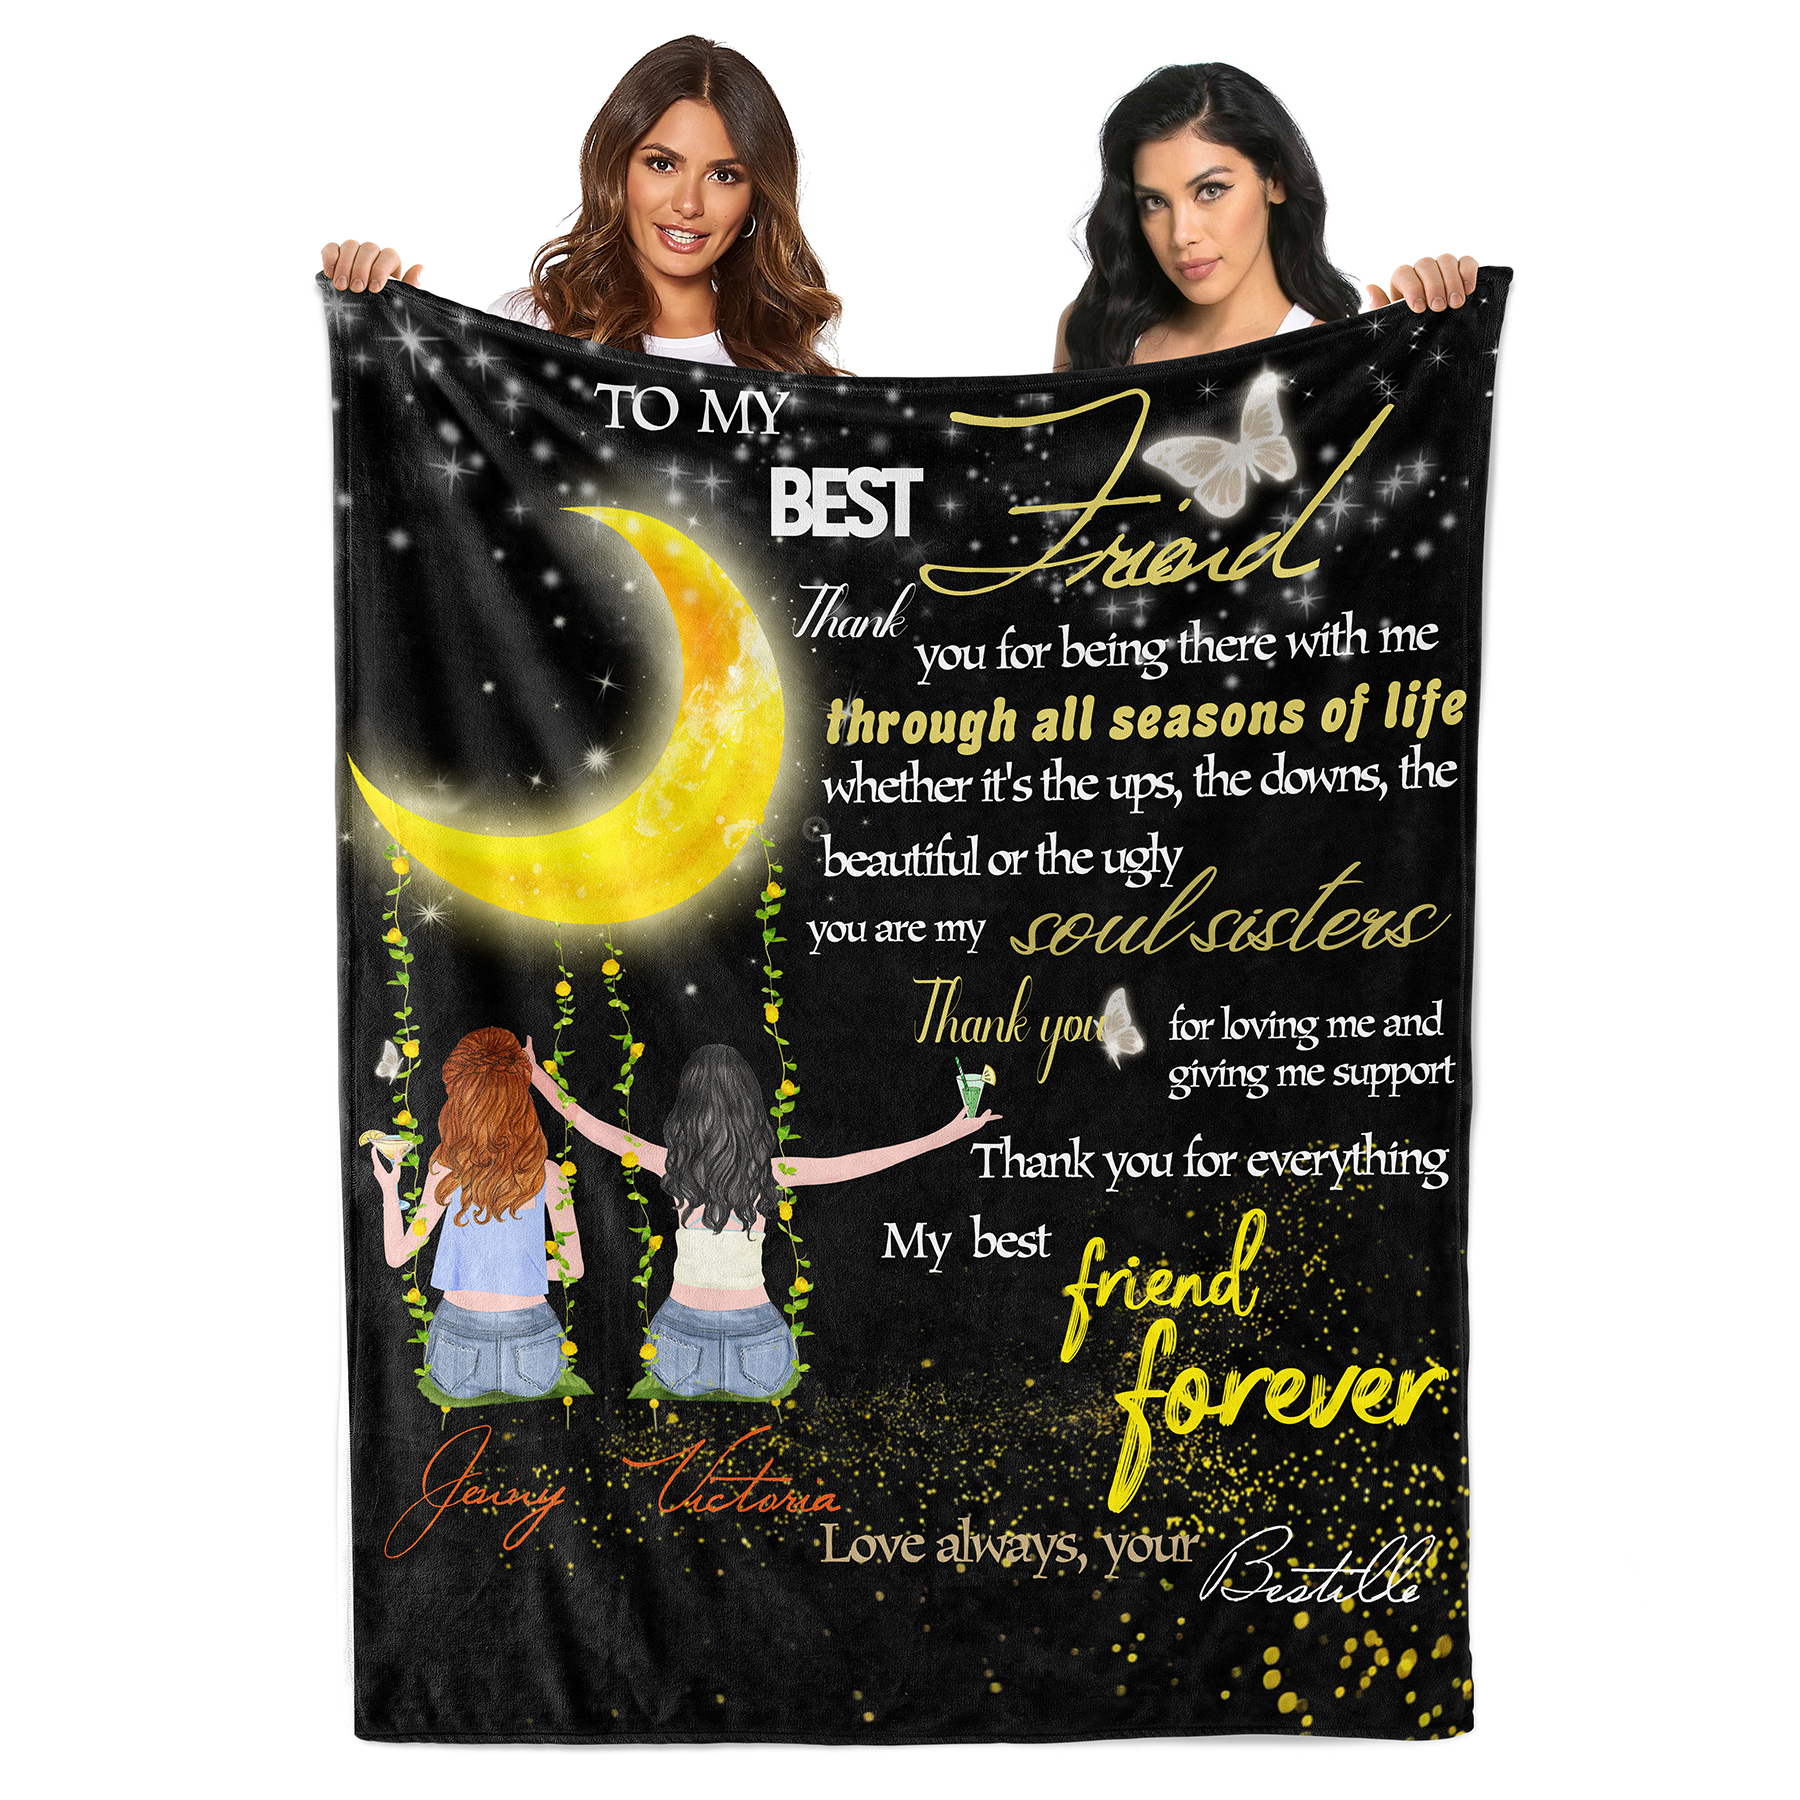 TO MY
BEST Friend
Thank you for being there with me
through all seasons of life
whether it's the ups, the downs, the
beautiful or the ugly
you are my soul sisters
Thank you for loving me and
giving me support
Thank you for everything
My best friend
forever
Jenny Victoria
Love always, your Bestille